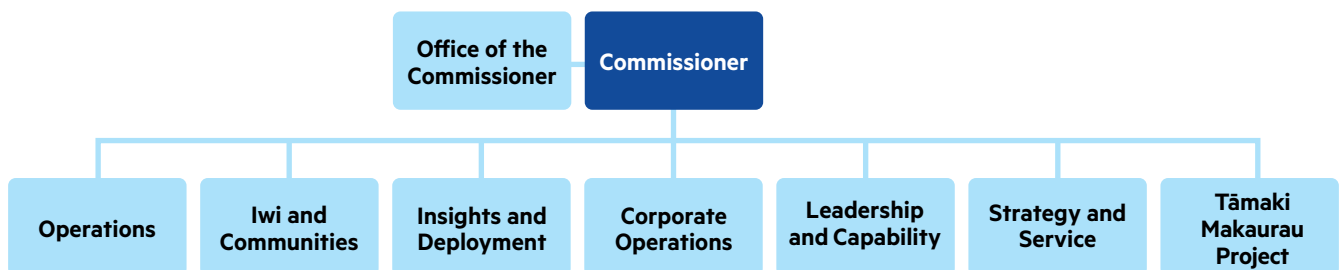 Office of the
Commissioner
Commissioner
Operations
Iwi and
Communities
Insights and
Deployment
Corporate
Operations
Leadership
and Capability
Strategy and
Service
Tāmaki
Makaurau
Project